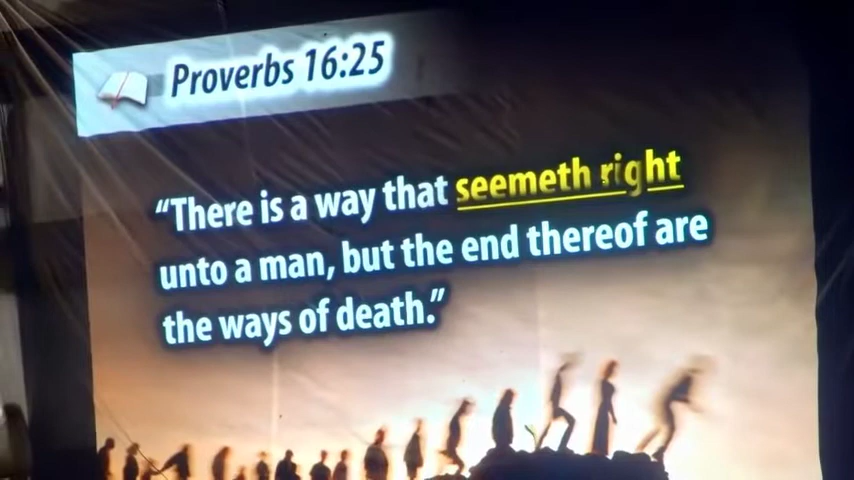 Proverbs 16:25
“There is a way that seemeth right
unto a man, but the end thereof are
the ways of death.”